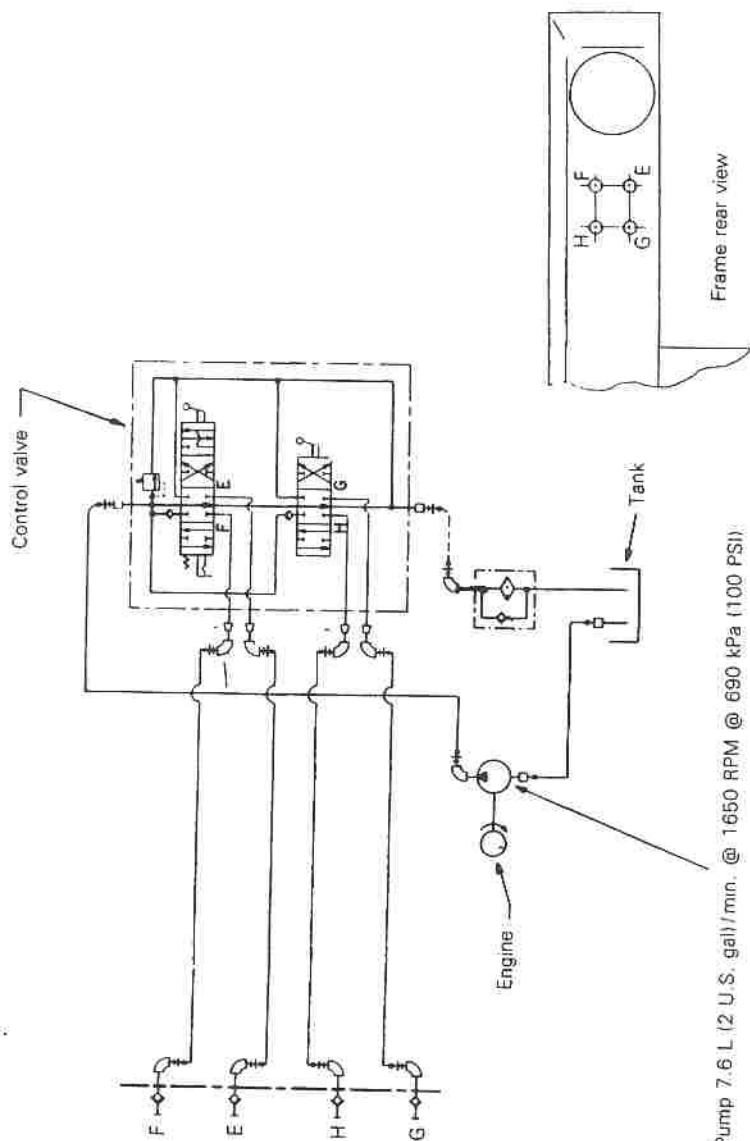 Control valve
E
F
G
H
F
E
H
G
Engine
Tank
Pump 7.6 L (2 U.S. gal)/min. @ 1650 RPM @ 690 kPa (100 PSI)
H
F
G
E
Frame rear view